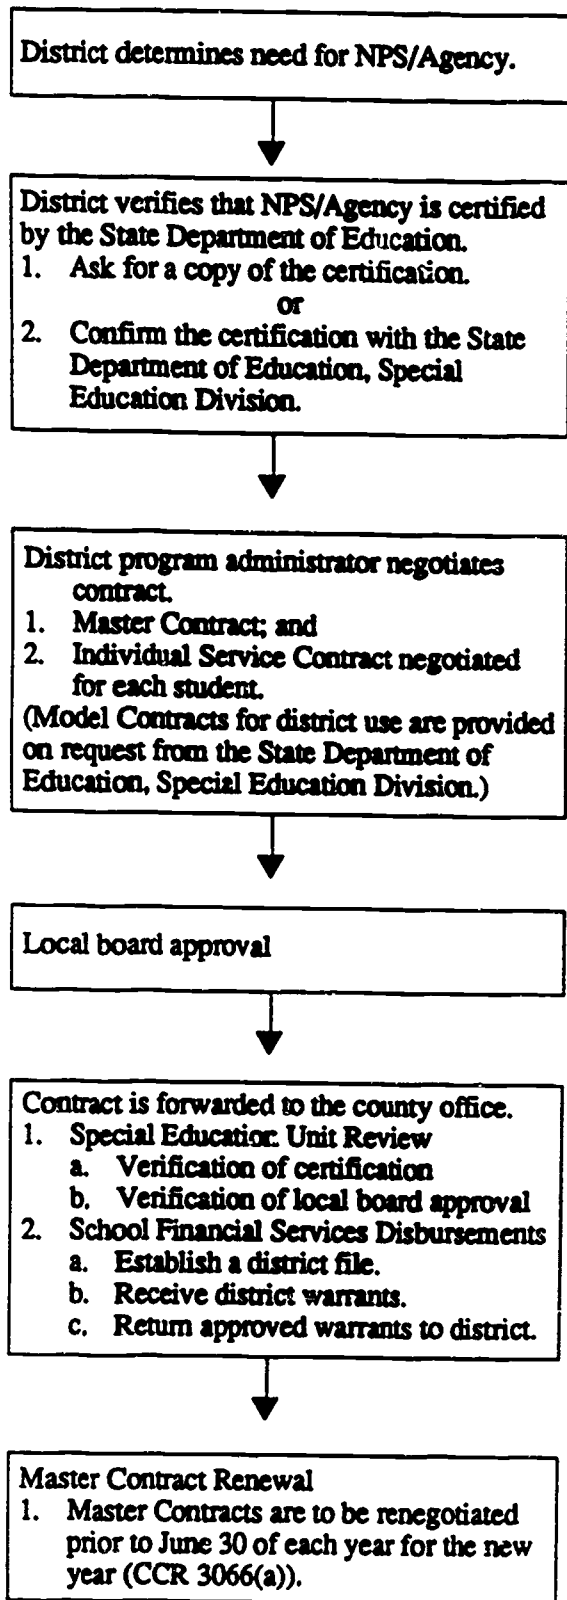 District determines need for NPS/Agency.
District verifies that NPS/Agency is certified
by the State Department of Education.
1. Ask for a copy of the certification.
or
2. Confirm the certification with the State
Department of Education, Special
Education Division.
District program administrator negotiates
contract.
1. Master Contract; and
2. Individual Service Contract negotiated
for each student.
(Model Contracts for district use are provided
on request from the State Department of
Education, Special Education Division.)
Local board approval
Contract is forwarded to the county office.
1. Special Education Unit Review
a. Verification of certification
b. Verification of local board approval
2. School Financial Services Disbursements
a. Establish a district file.
b. Receive district warrants.
c. Return approved warrants to district.
Master Contract Renewal
1. Master Contracts are to be renegotiated
prior to June 30 of each year for the new
year (CCR 3066(a)).